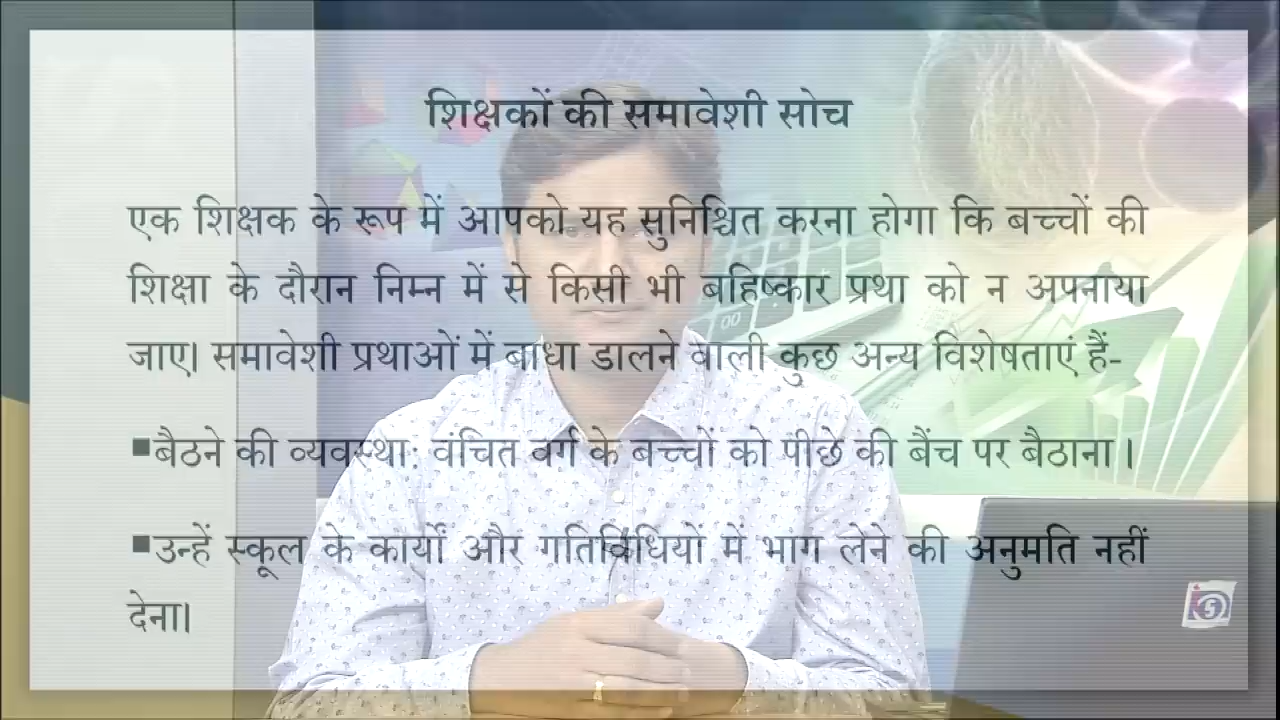 शिक्षकों की समावेशी सोच
एक शिक्षक के रूप में आपको यह सुनिश्चित करना होगा कि बच्चों की
शिक्षा के दौरान निम्न में से किसी भी बहिष्कार प्रथा को न अपनाया
जाए। समावेशी प्रथाओं में बाधा डालने वाली कुछ अन्य विशेषताएं हैं-
▪बैठने की व्यवस्था: वंचित वर्ग के बच्चों को पीछे की बैंच पर बैठाना।
▪उन्हें स्कूल के कार्यों और गतिविधियों में भाग लेने की अनुमति नहीं
देना।